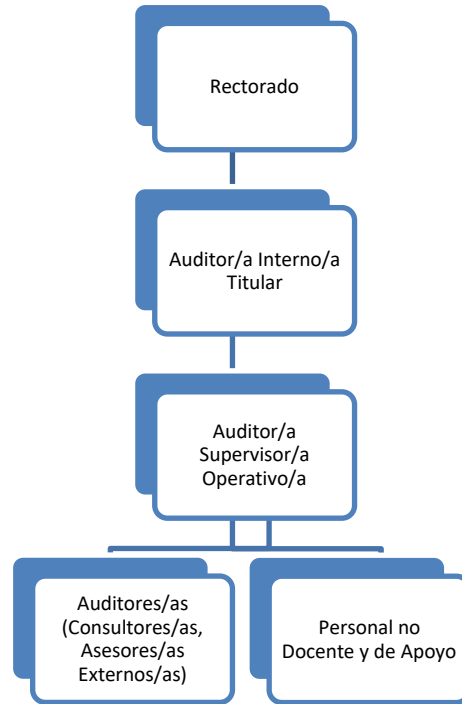 Rectorado
Auditor/a Interno/a
Titular
Auditor/a
Supervisor/a
Operativo/a
Auditores/as
(Consultores/as,
Asesores/as
Externos/as)
Personal no
Docente y de Apoyo